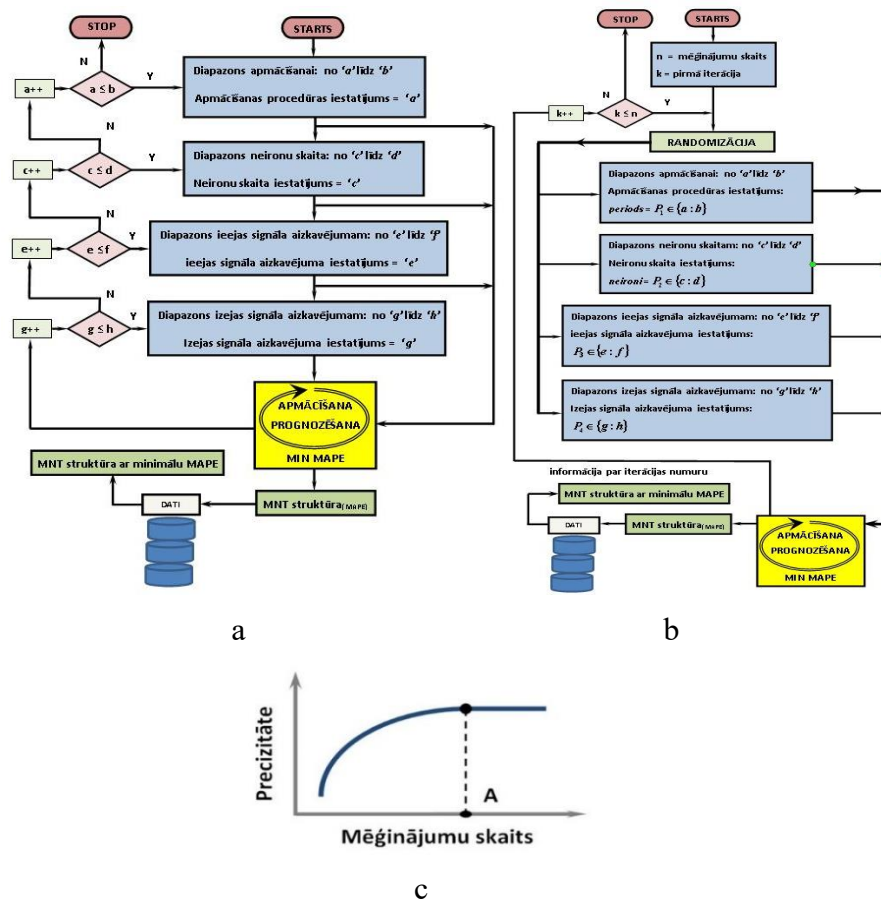 STOP
STARTS
N
Y
a++
a ≤ b
Diapazons apmācīšanai: no ‘a’ līdz ‘b’
Apmācīšanas procedūras iestatījums = ‘a’
N
Y
c++
c ≤ d
Diapazons neironu skaita: no ‘c’ līdz ‘d’
Neironu skaita iestatījums = ‘c’
N
Y
e++
e ≤ f
Diapazons ieejas signāla aizkavējumam: no ‘e’ līdz ‘f’
ieejas signāla aizkavējuma iestatījums = ‘e’
N
Y
g++
g ≤ h
Diapazons izejas signāla aizkavējumam: no ‘g’ līdz ‘h’
Izejas signāla aizkavējuma iestatījums = ‘g’
APMĀCĪŠANA
PROGNOZĒŠANA
MIN MAPE
MNT struktūra ar minimālu MAPE
DATI
MNT struktūra(MAPE)
a
STOP
STARTS
n = mēģinājumu skaits
k = pirmā iterācija
N
Y
k++
k ≤ n
RANDOMIZĀCIJA
Diapazons apmācīšanai: no ‘a’ līdz ‘b’
Apmācīšanas procedūras iestatījums:
periods = P₁ ∈ {a : b}
Diapazons neironu skaitam: no ‘c’ līdz ‘d’
Neironu skaita iestatījums:
neironi = P₂ ∈ {c : d}
Diapazons ieejas signāla aizkavējumam: no ‘e’ līdz ‘f’
ieejas signāla aizkavējuma iestatījums:
P₃ ∈ {e : f}
Diapazons izejas signāla aizkavējumam: no ‘g’ līdz ‘h’
Izejas signāla aizkavējuma iestatījums:
P₄ ∈ {g : h}
informācija par iterācijas numuru
MNT struktūra ar minimālu MAPE
DATI
MNT struktūra(MAPE)
APMĀCĪŠANA
PROGNOZĒŠANA
MIN MAPE
b
Precizitāte
A
Mēģinājumu skaits
c